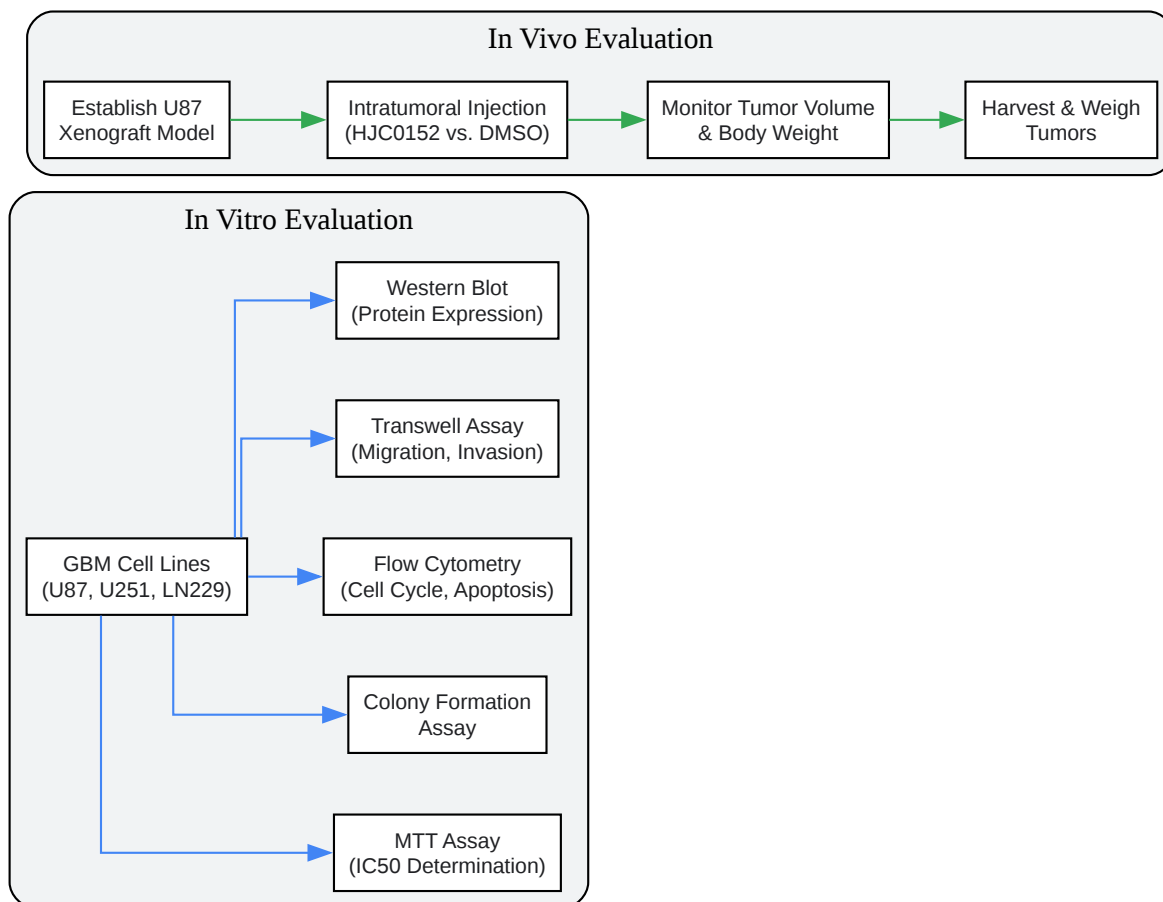 In Vivo Evaluation
Establish U87
Xenograft Model
Intratumoral Injection
(HJC0152 vs. DMSO)
Monitor Tumor Volume
& Body Weight
Harvest & Weigh
Tumors
In Vitro Evaluation
Western Blot
(Protein Expression)
Transwell Assay
(Migration, Invasion)
GBM Cell Lines
(U87, U251, LN229)
Flow Cytometry
(Cell Cycle, Apoptosis)
Colony Formation
Assay
MTT Assay
(IC50 Determination)